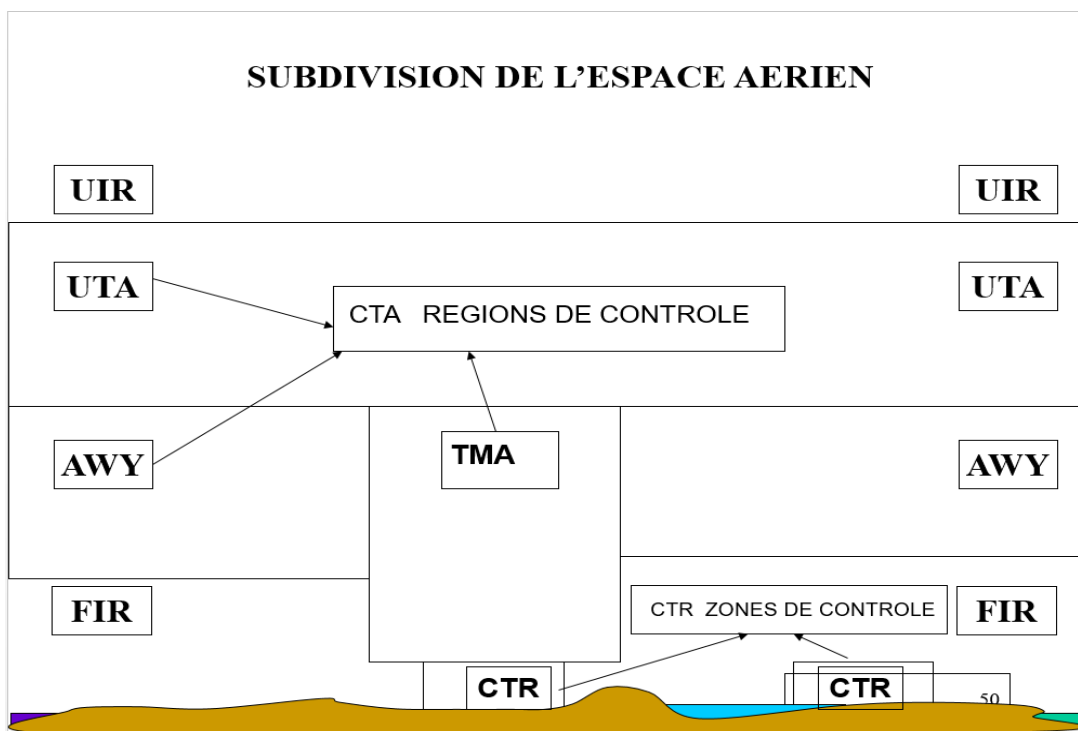 SUBDIVISION DE L'ESPACE AERIEN
UIR
UIR
UTA
UTA
CTA REGIONS DE CONTROLE
AWY
TMA
AWY
FIR
CTR ZONES DE CONTROLE
FIR
CTR
CTR
50